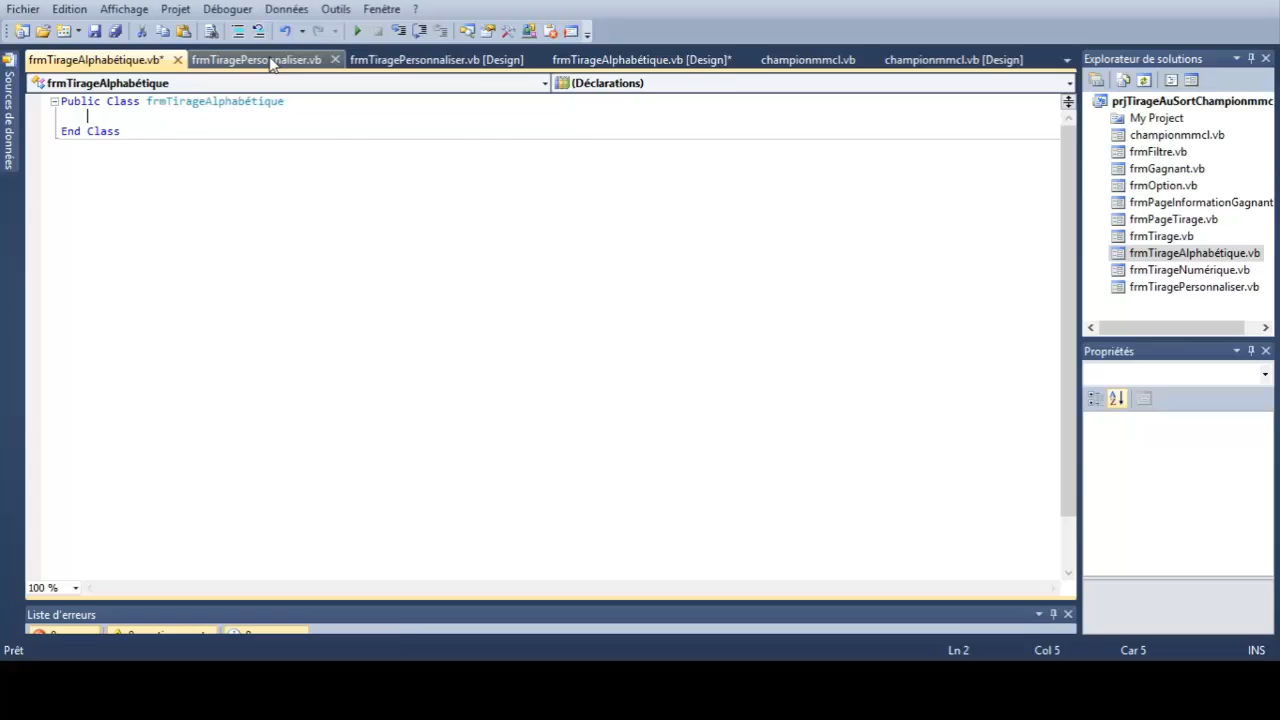 Fichier Edition Affichage Projet Déboguer Données Outils Fenêtre ?
frmTirageAlphabétique.vb* frmTiragePersonnaliser.vb frmTiragePersonnaliser.vb [Design] frmTirageAlphabétique.vb [Design]* championmmcl.vb championmmcl.vb [Design]
frmTirageAlphabétique (Déclarations)
Sources de données
Public Class frmTirageAlphabétique
End Class
100 %
Liste d'erreurs
Explorateur de solutions
prjTirageAuSortChampionmmc
My Project
championmmcl.vb
frmFiltre.vb
frmGagnant.vb
frmOption.vb
frmPageInformationGagnant
frmPageTirage.vb
frmTirage.vb
frmTirageAlphabétique.vb
frmTirageNumérique.vb
frmTiragePersonnaliser.vb
Propriétés
Prêt Ln 2 Col 5 Car 5 INS